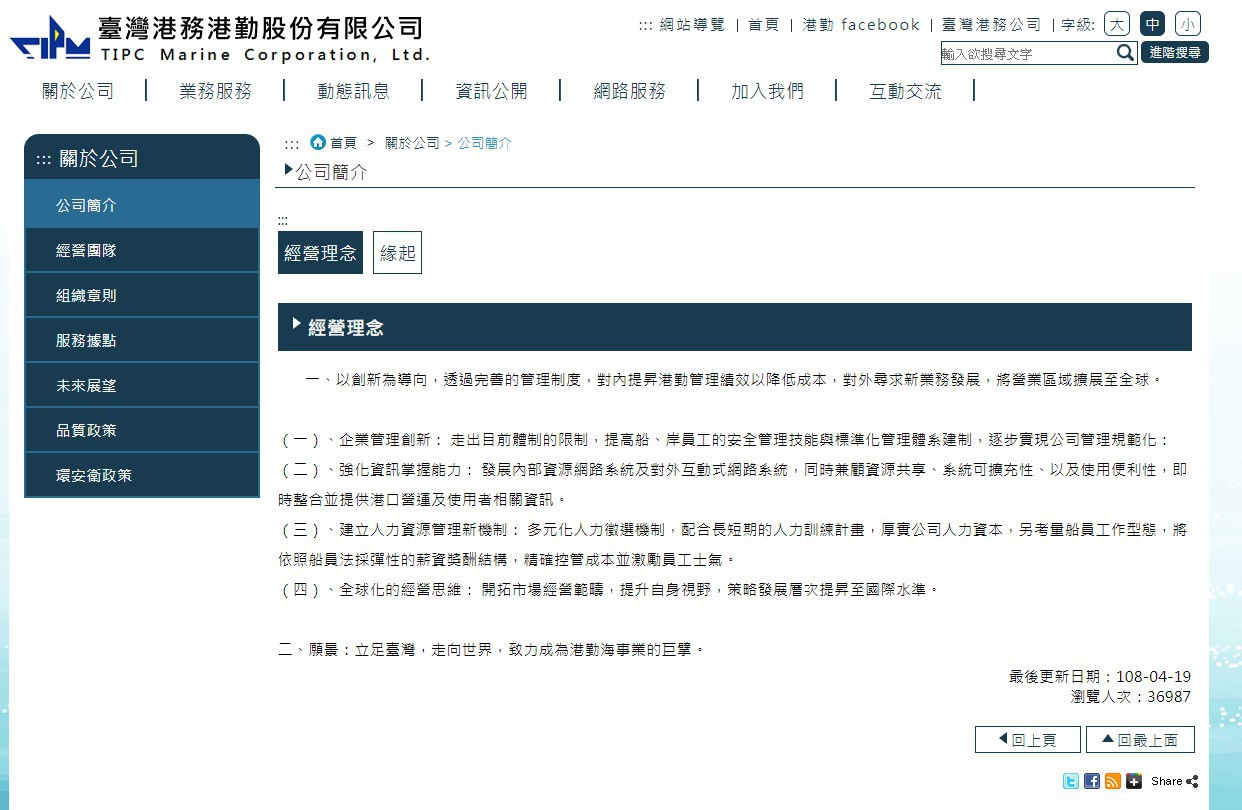 臺灣港務港勤股份有限公司
TIPC Marine Corporation, Ltd.
::: 網站導覽 | 首頁 | 港勤 facebook | 臺灣港務公司 | 字級: 大 中 小
輸入欲搜尋文字 進階搜尋
關於公司 業務服務 動態訊息 資訊公開 網路服務 加入我們 互動交流
::: 關於公司
公司簡介
經營團隊
組織章則
服務據點
未來展望
品質政策
環安衛政策
::: 首頁 > 關於公司 > 公司簡介
公司簡介
:::
經營理念 緣起
經營理念
一、以創新為導向，透過完善的管理制度，對內提昇港勤管理績效以降低成本，對外尋求新業務發展，將營業區域擴展至全球。
（一）、企業管理創新： 走出目前體制的限制，提高船、岸員工的安全管理技能與標準化管理體系建制，逐步實現公司管理規範化：
（二）、強化資訊掌握能力： 發展內部資源網路系統及對外互動式網路系統，同時兼顧資源共享、系統可擴充性、以及使用便利性，即
時整合並提供港口營運及使用者相關資訊。
（三）、建立人力資源管理新機制： 多元化人力徵選機制，配合長短期的人力訓練計畫，厚實公司人力資本，另考量船員工作型態，將
依照船員法採彈性的薪資獎酬結構，精確控管成本並激勵員工士氣。
（四）、全球化的經營思維： 開拓市場經營範疇，提升自身視野，策略發展層次提昇至國際水準。
二、願景：立足臺灣，走向世界，致力成為港勤海事業的巨擘。
最後更新日期：108-04-19
瀏覽人次：36987
回上頁 回最上面
Share